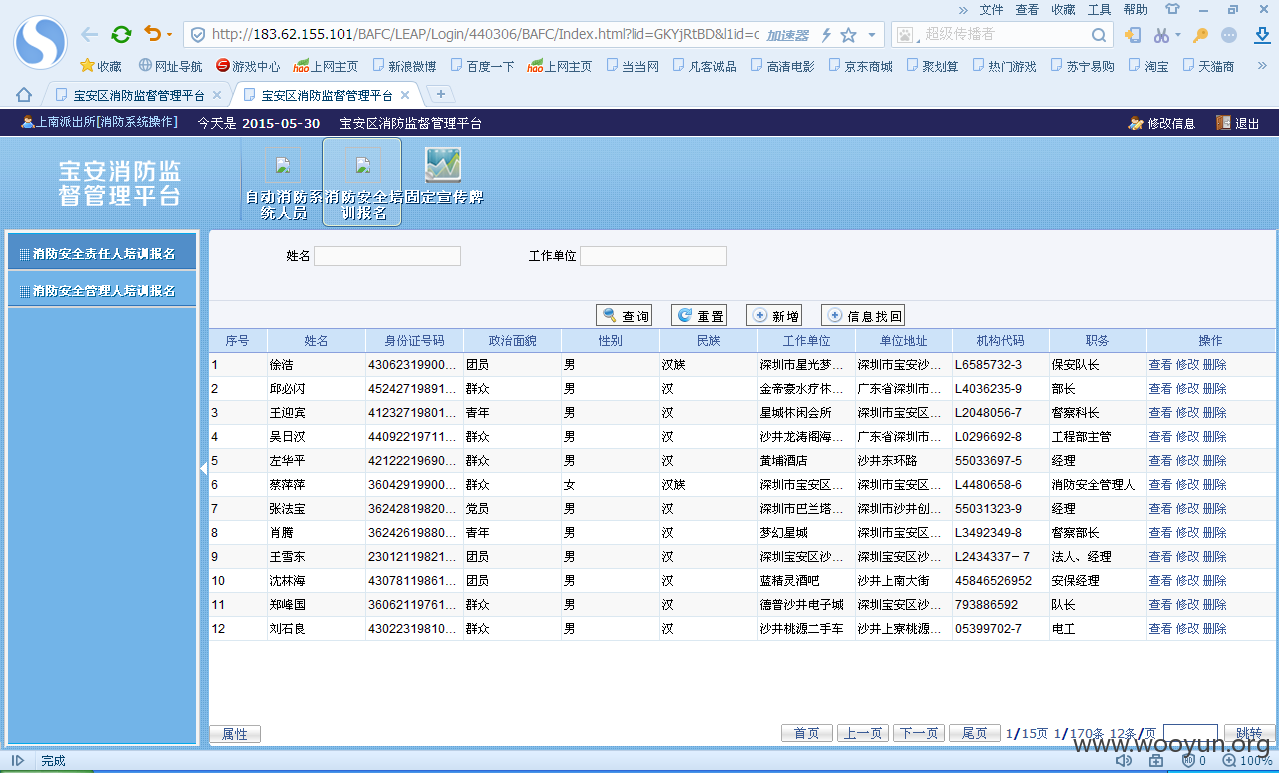 » 文件 查看 收藏 工具 帮助
http://183.62.155.101/BAFC/LEAP/Login/440306/BAFC/Index.html?lid=GKYjRtBD&l1id=c 加速器 超级传播者
收藏 网址导航 游戏中心 hao上网主页 新浪微博 百度一下 hao上网主页 当当网 凡客诚品 高清电影 京东商城 聚划算 热门游戏 苏宁易购 淘宝 天猫商 »
宝安区消防监督管理平台 × 宝安区消防监督管理平台 × +
上南派出所[消防系统操作] 今天是 2015-05-30 宝安区消防监督管理平台 修改信息 退出
宝安消防监
督管理平台
自动消防系
统人员
消防安全培
训报名
固定宣传牌
消防安全责任人培训报名
消防安全管理人培训报名
姓名 工作单位
查询 重置 新增 信息找回
序号 姓名 身份证号码 政治面貌 性别 民族 工作单位 单位地址 机构代码 职务 操作
1 徐浩 43062319900... 团员 男 汉族 深圳市星光梦... 深圳市宝安沙... L6585732-3 保安队长 查看 修改 删除
2 邱必闪 45242719891... 群众 男 汉 金帝豪水疗休... 广东省深圳市... L4036235-9 部长 查看 修改 删除
3 王迎宾 41232719801... 青年 男 汉 星城休闲会所 深圳市宝安区... L2048056-7 督察科长 查看 修改 删除
4 吴日汉 44092219711... 群众 男 汉 沙井龙涛阁海... 广东省深圳市... L0296692-8 工程部主管 查看 修改 删除
5 左华平 42122219690... 群众 男 汉 黄埔酒店 沙井东环路 55033697-5 经理 查看 修改 删除
6 蔡萍萍 36042919900... 群众 女 汉族 深圳市宝安区... 深圳市宝安区... L4480658-6 消防安全管理人 查看 修改 删除
7 张法宝 36242819820... 党员 男 汉 深圳市巴兰塔... 深圳市沙井创... 55031323-9 经理 查看 修改 删除
8 肖腾 36242619880... 青年 男 汉 梦幻星城 深圳市宝安区... L3492349-8 督察部长 查看 修改 删除
9 王雪东 23012119821... 团员 男 汉 深圳宝安区沙... 深圳宝安区沙... L2434337－7 法人、经理 查看 修改 删除
10 沈林海 43078119861... 团员 男 汉 蓝精灵酒吧 沙井上南大街 45846526952 安保经理 查看 修改 删除
11 郑峰国 36062119761... 群众 男 汉 德普沙井电子城 深圳宝安区沙... 793886592 队长 查看 修改 删除
12 刘石良 43022319810... 群众 男 汉 沙井桃源二手车 沙井上寮桃源... 05399702-7 电工 查看 修改 删除
属性 首页 上一页 下一页 尾页 1/15页 1/170条 12条/页 跳转
www.wooyun.org
完成 0 100%